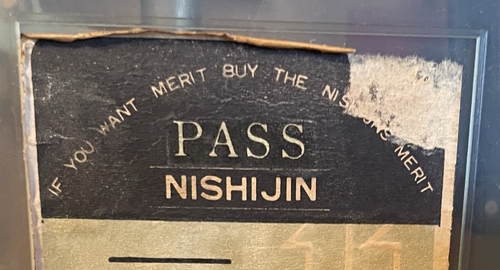 IF YOU WANT MERIT BUY THE MERIT
PASS
NISHIJIN